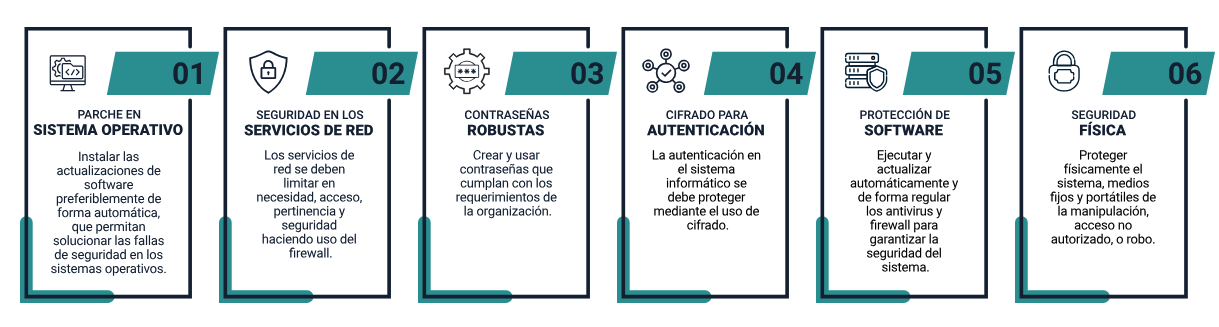 01
PARCHE EN
SISTEMA OPERATIVO
Instalar las
actualizaciones de
software
preferiblemente de
forma automática,
que permitan
solucionar las fallas
de seguridad en los
sistemas operativos.
02
SEGURIDAD EN LOS
SERVICIOS DE RED
Los servicios de
red se deben
limitar en
necesidad, acceso,
pertinencia y
seguridad
haciendo uso del
firewall.
03
CONTRASEÑAS
ROBUSTAS
Crear y usar
contraseñas que
cumplan con los
requerimientos de
la organización.
04
CIFRADO PARA
AUTENTICACIÓN
La autenticación en
el sistema
informático se
debe proteger
mediante el uso de
cifrado.
05
PROTECCIÓN DE
SOFTWARE
Ejecutar y
actualizar
automáticamente y
de forma regular
los antivirus y
firewall para
garantizar la
seguridad del
sistema.
06
SEGURIDAD
FÍSICA
Proteger
físicamente el
sistema, medios
fijos y portátiles de
la manipulación,
acceso no
autorizado, o robo.